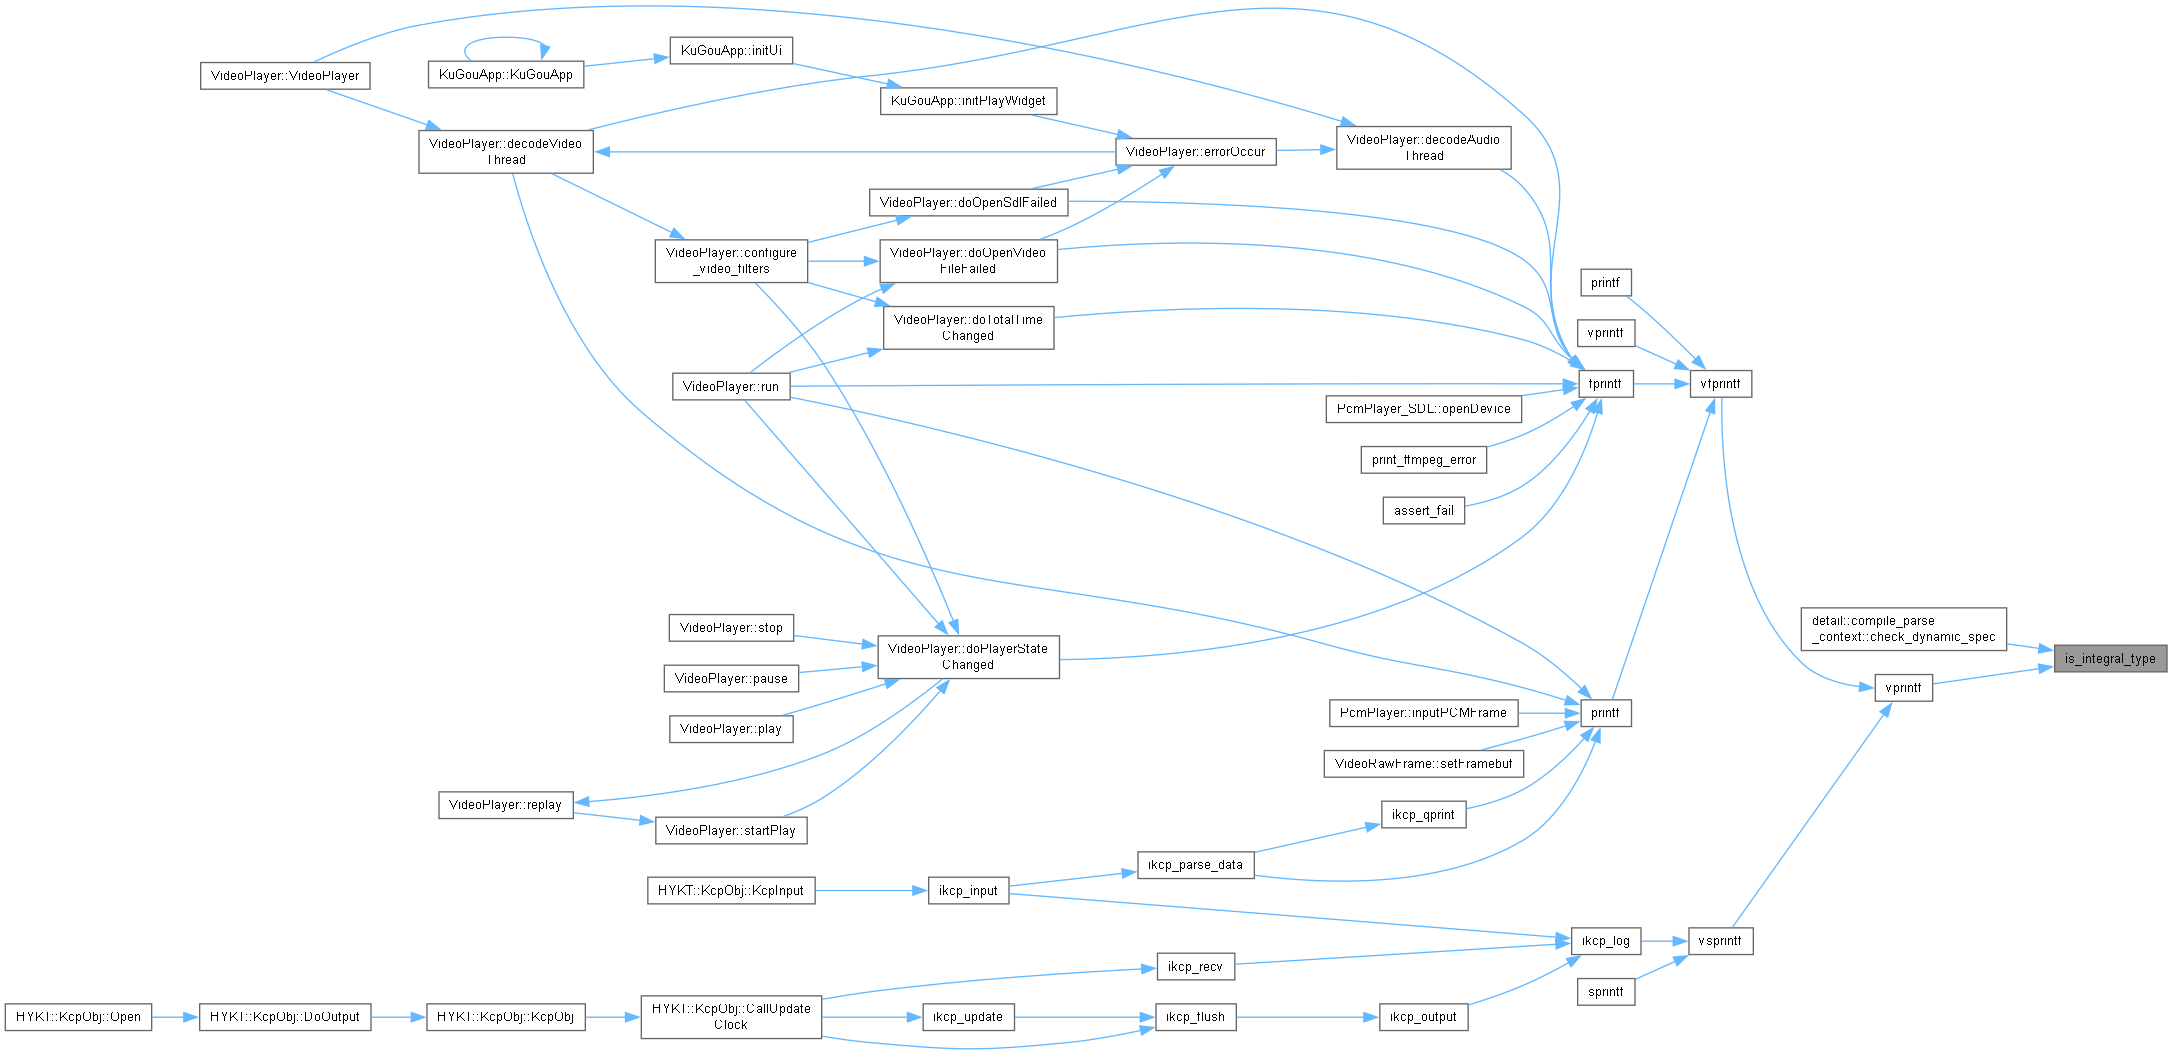 VideoPlayer::VideoPlayer
KuGouApp::KuGouApp
KuGouApp::initUi
KuGouApp::initPlayWidget
VideoPlayer::decodeVideo
Thread
VideoPlayer::errorOccur
VideoPlayer::decodeAudio
Thread
VideoPlayer::doOpenSdlFailed
VideoPlayer::configure
_video_filters
VideoPlayer::doOpenVideo
FileFailed
VideoPlayer::doTotalTime
Changed
VideoPlayer::run
printf
vprintf
fprintf
vfprintf
PcmPlayer_SDL::openDevice
print_ffmpeg_error
assert_fail
VideoPlayer::stop
VideoPlayer::pause
VideoPlayer::play
VideoPlayer::doPlayerState
Changed
VideoPlayer::replay
VideoPlayer::startPlay
detail::compile_parse
_context::check_dynamic_spec
is_integral_type
vprintf
printf
PcmPlayer::inputPCMFrame
VideoRawFrame::setFramebuf
ikcp_qprint
ikcp_parse_data
HYKT::KcpObj::KcpInput
ikcp_input
ikcp_log
vsprintf
ikcp_recv
sprintf
HYKT::KcpObj::Open
HYKT::KcpObj::DoOutput
HYKT::KcpObj::KcpObj
HYKT::KcpObj::CallUpdate
Clock
ikcp_update
ikcp_flush
ikcp_output